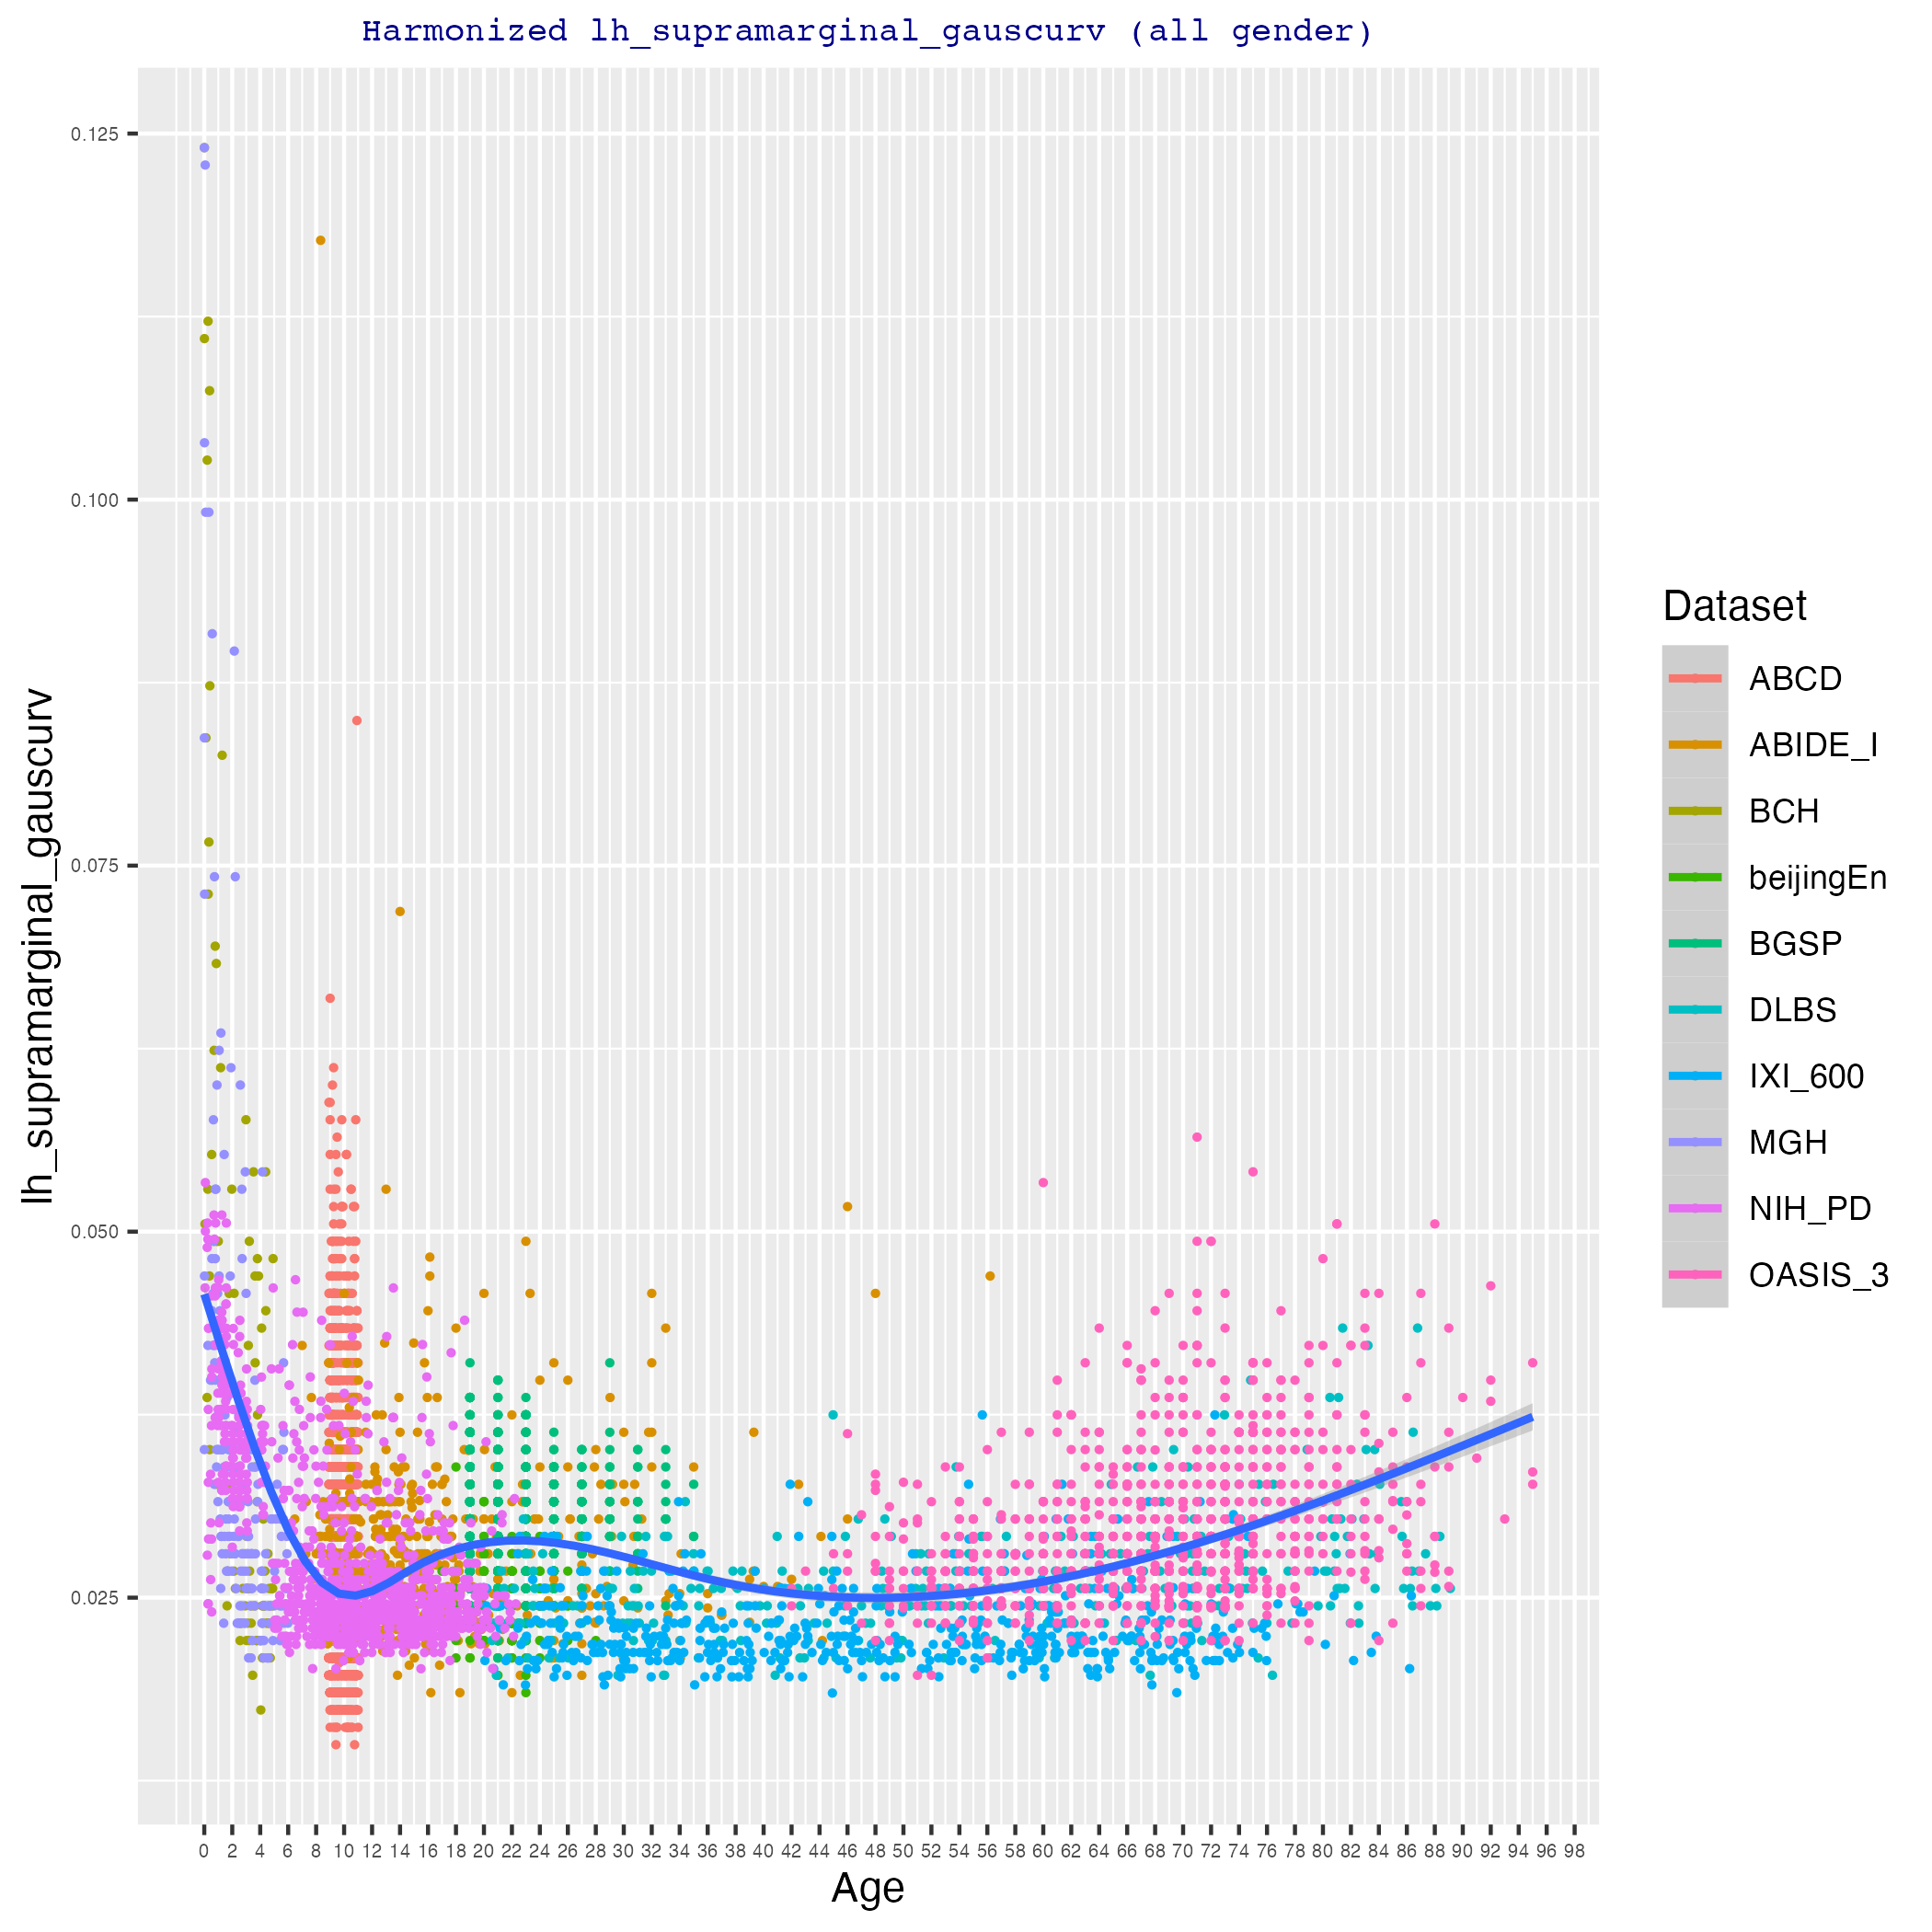 Harmonized lh_supramarginal_gauscurv (all gender)
lh_supramarginal_gauscurv
0.125
0.100
0.075
0.050
0.025
0 2 4 6 8 10 12 14 16 18 20 22 24 26 28 30 32 34 36 38 40 42 44 46 48 50 52 54 56 58 60 62 64 66 68 70 72 74 76 78 80 82 84 86 88 90 92 94 96 98
Age
Dataset
ABCD
ABIDE_I
BCH
beijingEn
BGSP
DLBS
IXI_600
MGH
NIH_PD
OASIS_3